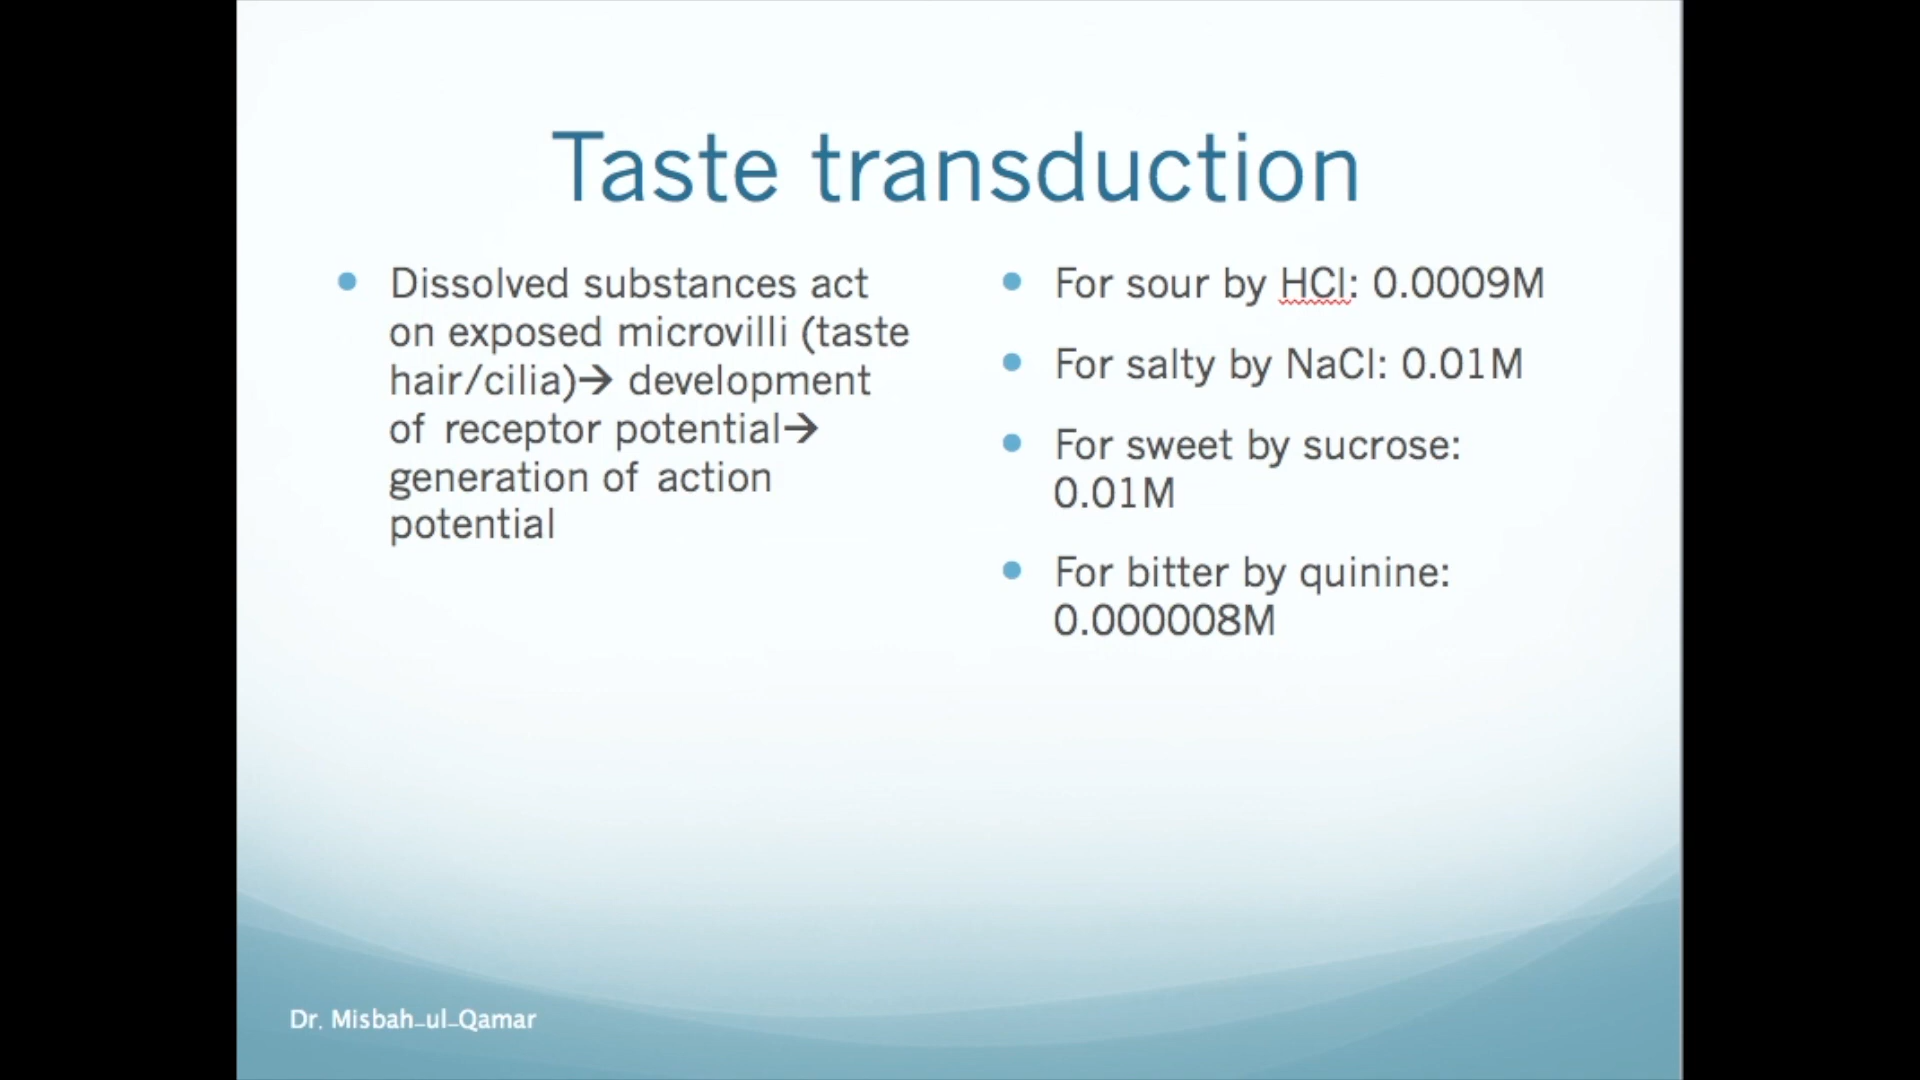 Taste transduction
• Dissolved substances act
on exposed microvilli (taste
hair/cilia)→ development
of receptor potential→
generation of action
potential
• For sour by HCl: 0.0009M
• For salty by NaCl: 0.01M
• For sweet by sucrose:
0.01M
• For bitter by quinine:
0.000008M
Dr. Misbah_ul_Qamar